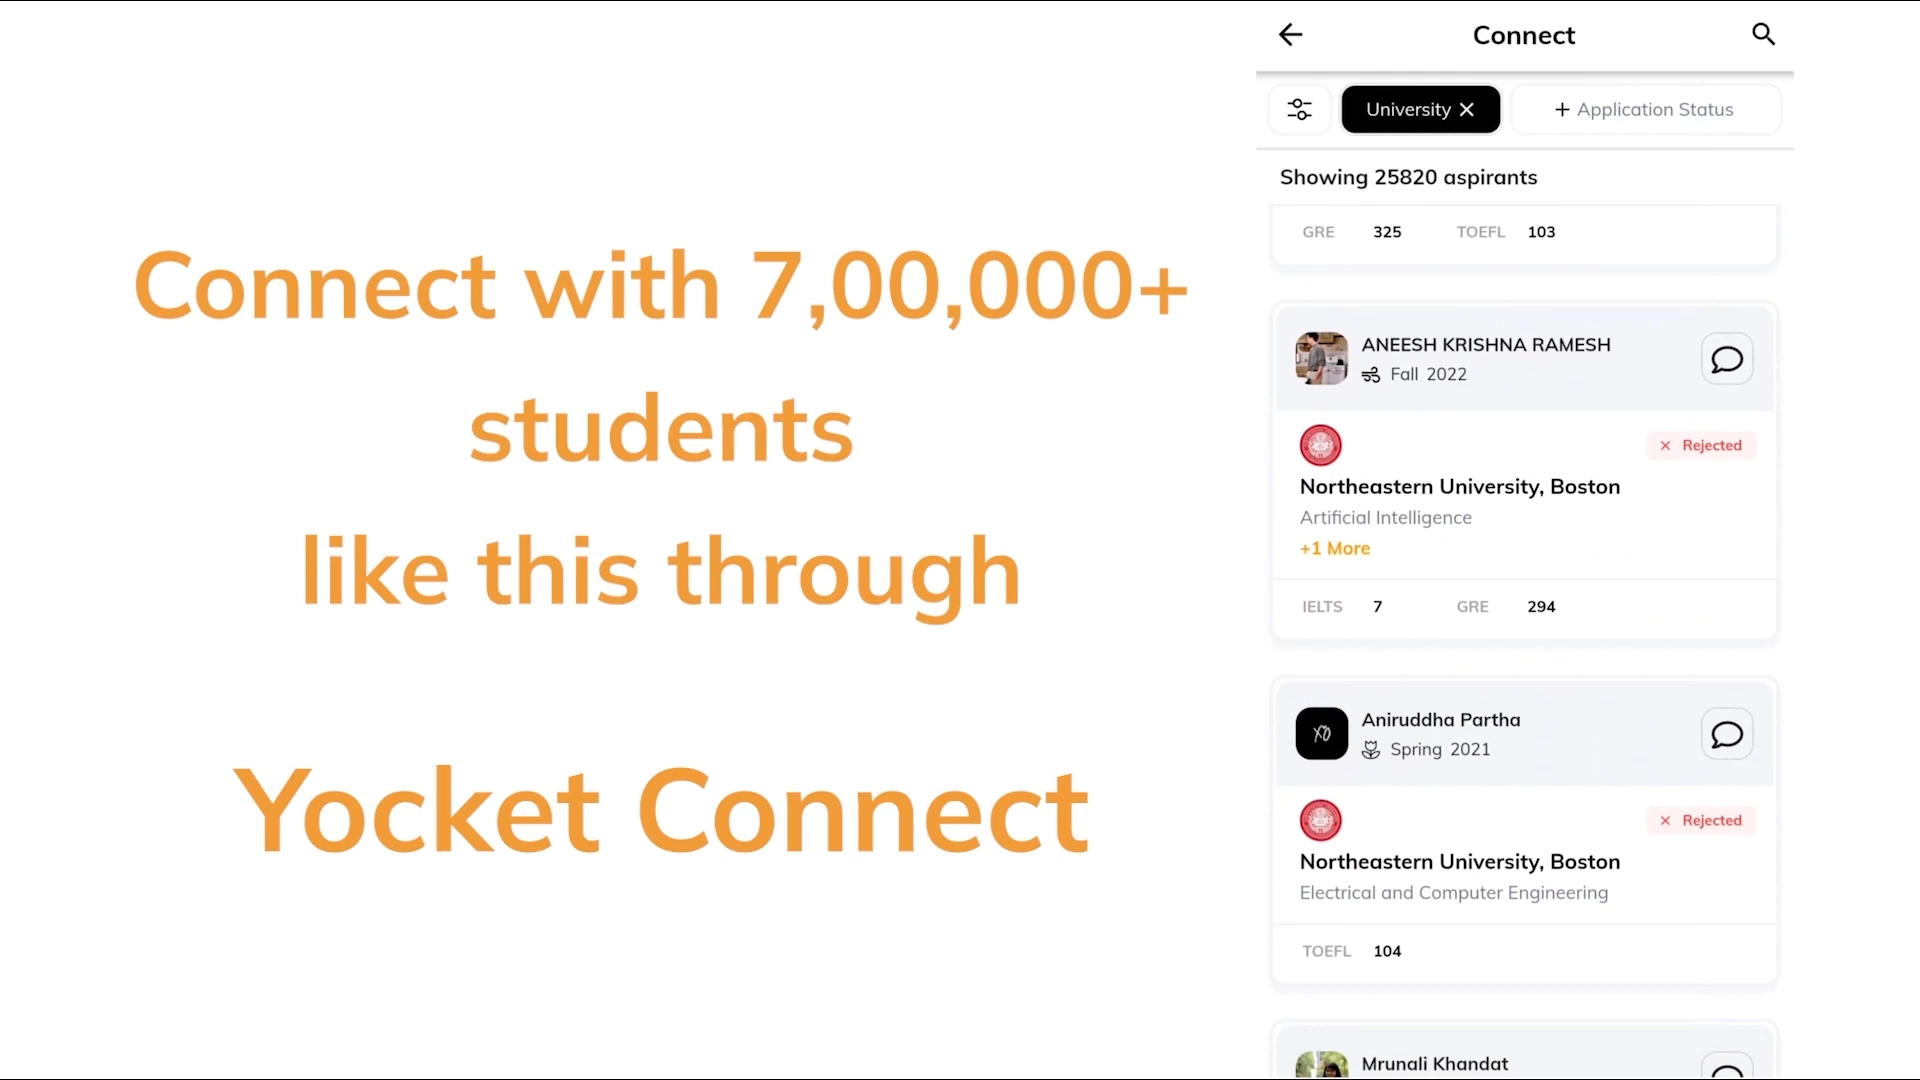 Connect with 7,00,000+
students
like this through
Yocket Connect
Connect
University
+ Application Status
Showing 25820 aspirants
GRE 325 TOEFL 103
ANEESH KRISHNA RAMESH
Fall 2022
Rejected
Northeastern University, Boston
Artificial Intelligence
+1 More
IELTS 7 GRE 294
XO
Aniruddha Partha
Spring 2021
Rejected
Northeastern University, Boston
Electrical and Computer Engineering
TOEFL 104
Mrunali Khandat